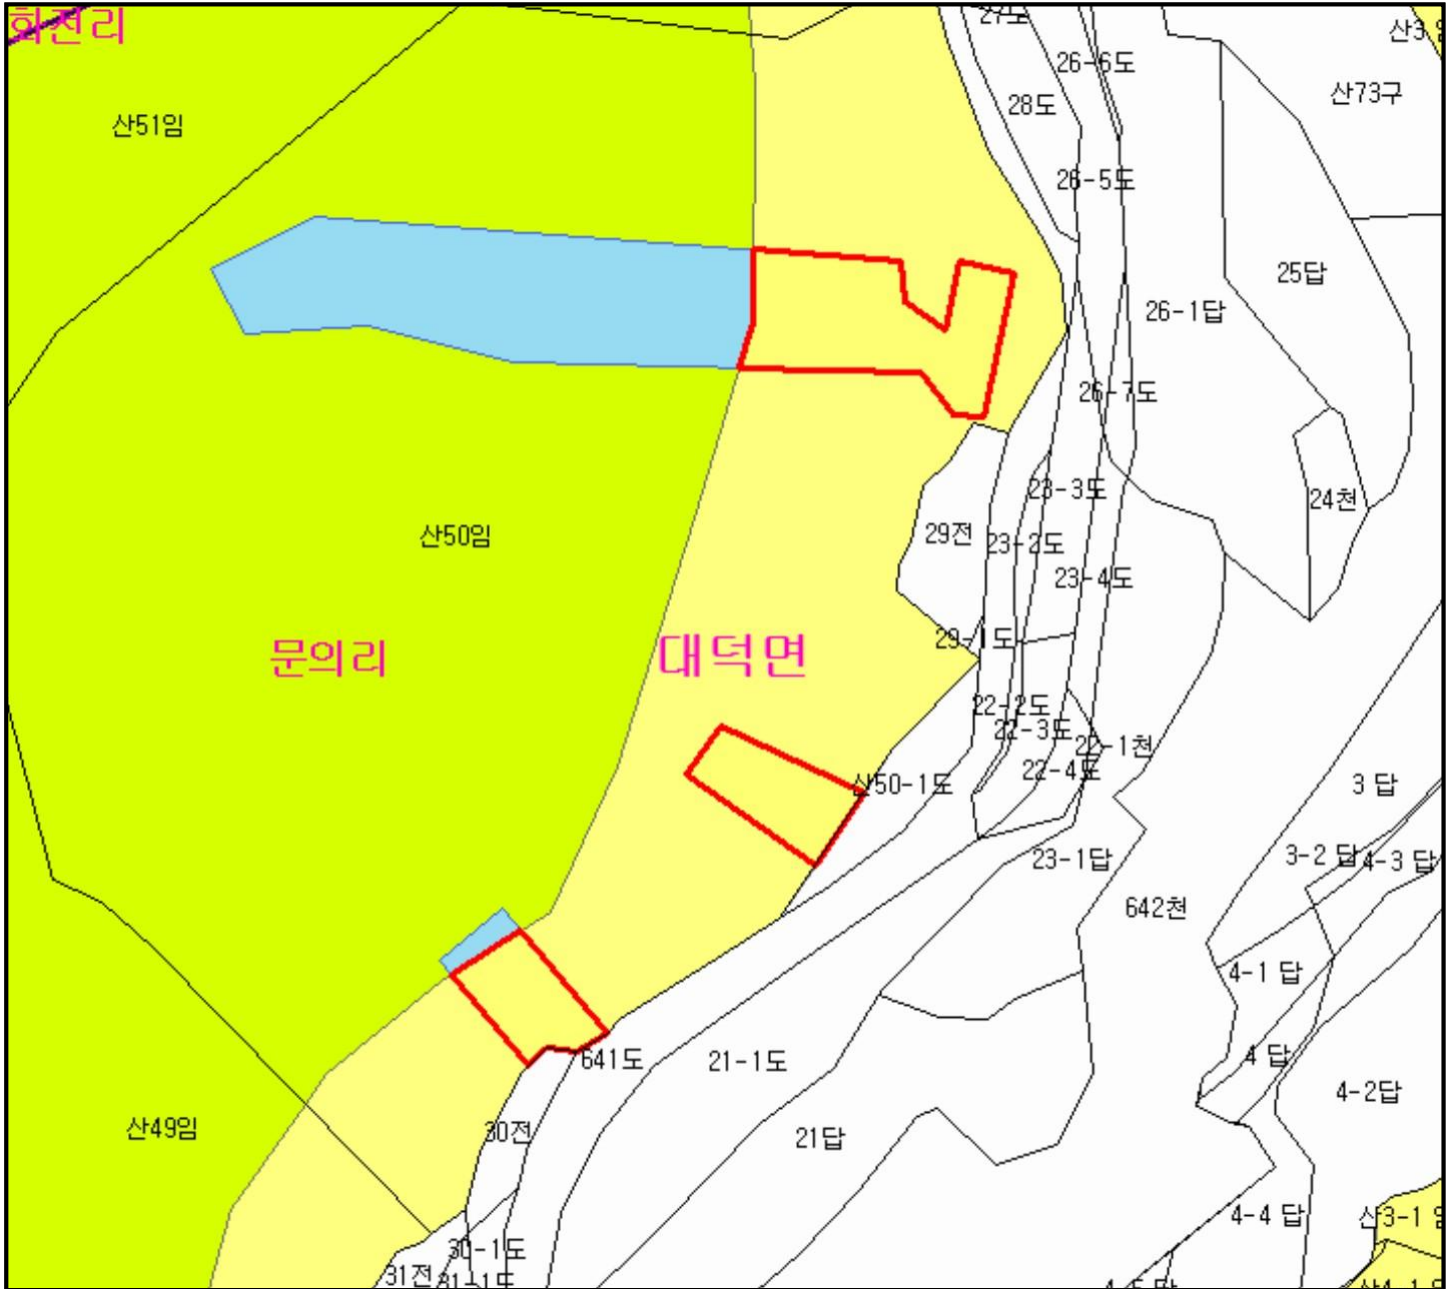 화전리
27도
26-6도
산51임
28도
산73구
26-5도
25답
26-1답
26-7도
23-3도
24천
산50임
29전
23-2도
23-4도
29-1도
문의리
대덕면
22-2도
22-3도
22-1천
22-4도
산50-1도
3 답
23-1답
3-2 답
4-3 답
642천
4-1 답
641도
21-1도
4 답
4-2답
산49임
30전
21답
4-4 답
산3-1
30-1도
31전
31-1도